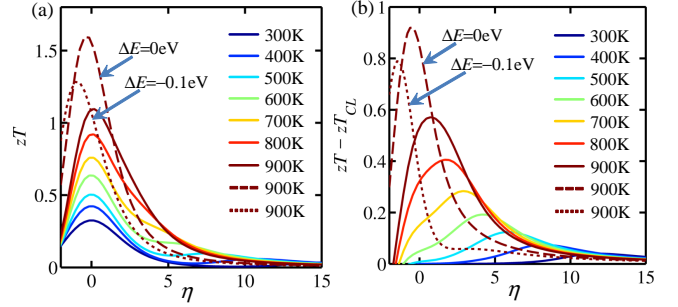 (a)
ΔE=0eV
ΔE=−0.1eV
300K
400K
500K
600K
700K
800K
900K
900K
900K
zT
1.5
1
0.5
0
0
5
10
15
η
(b)
ΔE=0eV
ΔE=−0.1eV
300K
400K
500K
600K
700K
800K
900K
900K
900K
zT − zT_CL
1
0.8
0.6
0.4
0.2
0
0
5
10
15
η